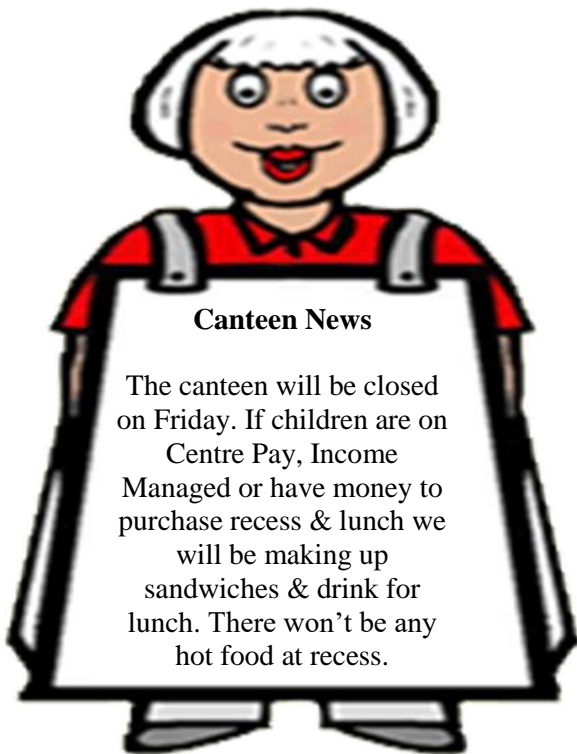 Canteen News
The canteen will be closed
on Friday. If children are on
Centre Pay, Income
Managed or have money to
purchase recess & lunch we
will be making up
sandwiches & drink for
lunch. There won’t be any
hot food at recess.